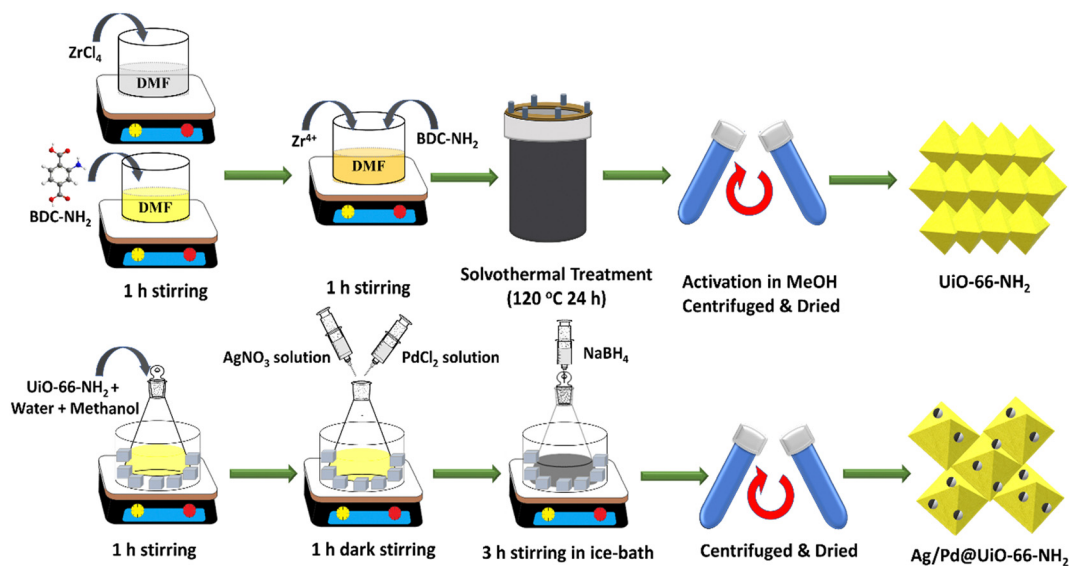 ZrCl₄
DMF
BDC-NH₂
DMF
1 h stirring
Zr⁴⁺
BDC-NH₂
DMF
1 h stirring
Solvothermal Treatment
(120 °C 24 h)
Activation in MeOH
Centrifuged & Dried
UiO-66-NH₂
UiO-66-NH₂ +
Water + Methanol
1 h stirring
AgNO₃ solution
PdCl₂ solution
1 h dark stirring
NaBH₄
3 h stirring in ice-bath
Centrifuged & Dried
Ag/Pd@UiO-66-NH₂